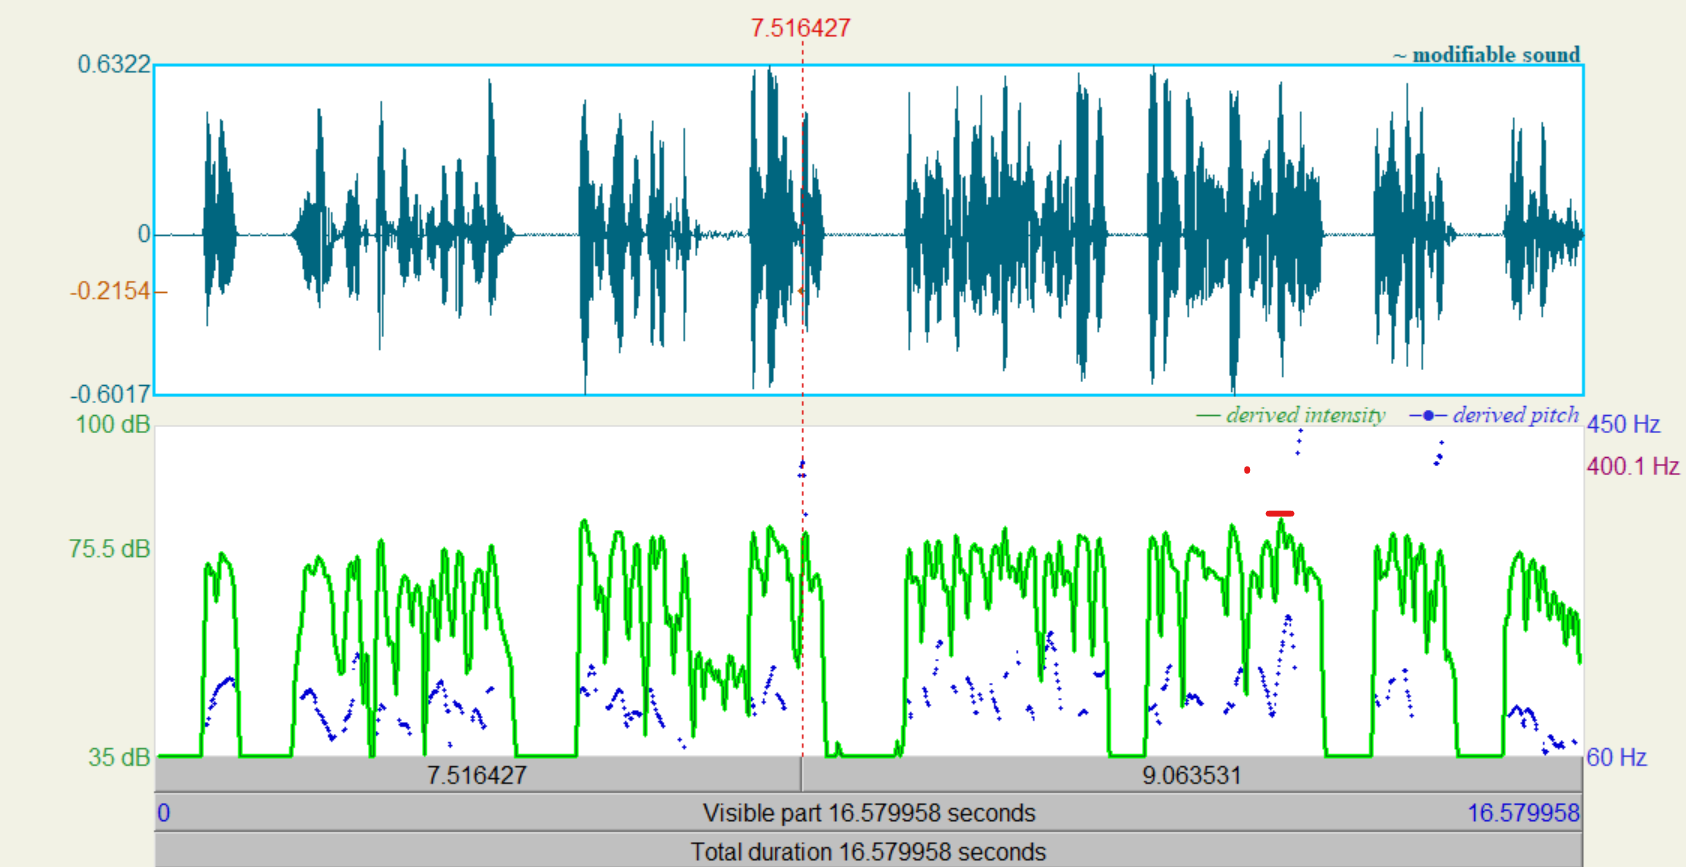 7.516427
0.6322
~ modifiable sound
0
-0.2154
-0.6017
100 dB
— derived intensity
derived pitch
450 Hz
400.1 Hz
75.5 dB
35 dB
60 Hz
7.516427
9.063531
0
Visible part 16.579958 seconds
16.579958
Total duration 16.579958 seconds